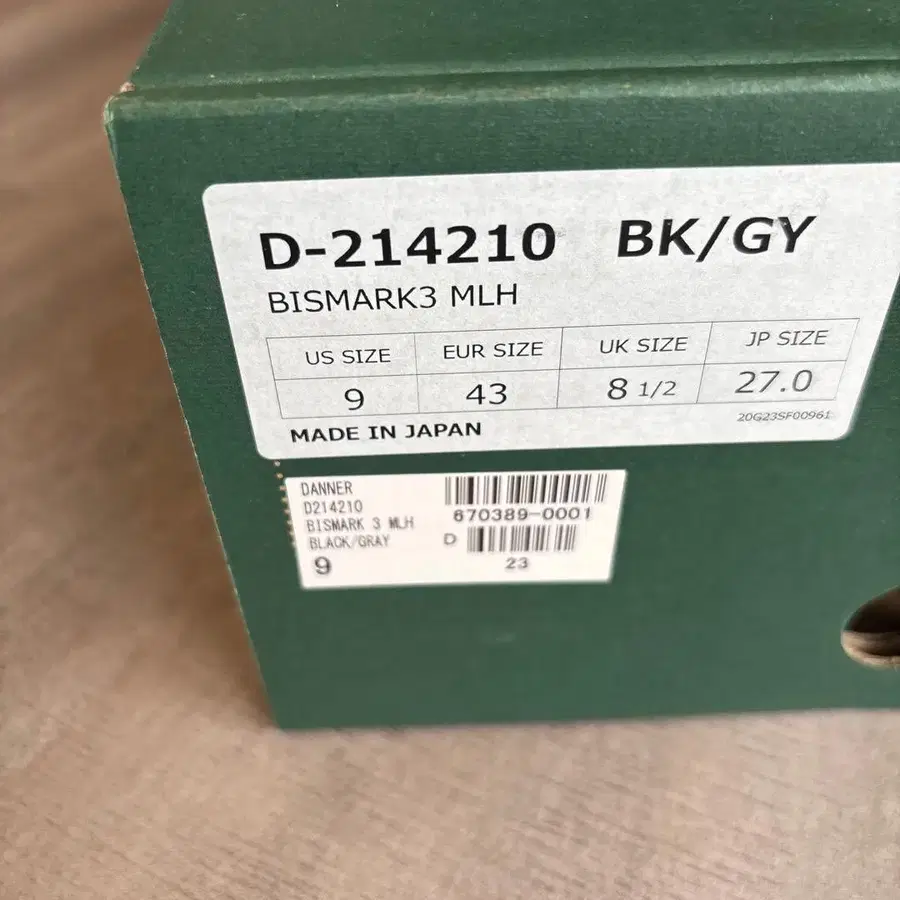 D-214210 BK/GY
BISMARK3 MLH
US SIZE EUR SIZE UK SIZE JP SIZE
9 43 8 1/2 27.0
MADE IN JAPAN 20G23SF00961
DANNER
D214210
BISMARK 3 MLH
BLACK/GRAY
9
670389-0001
D
23